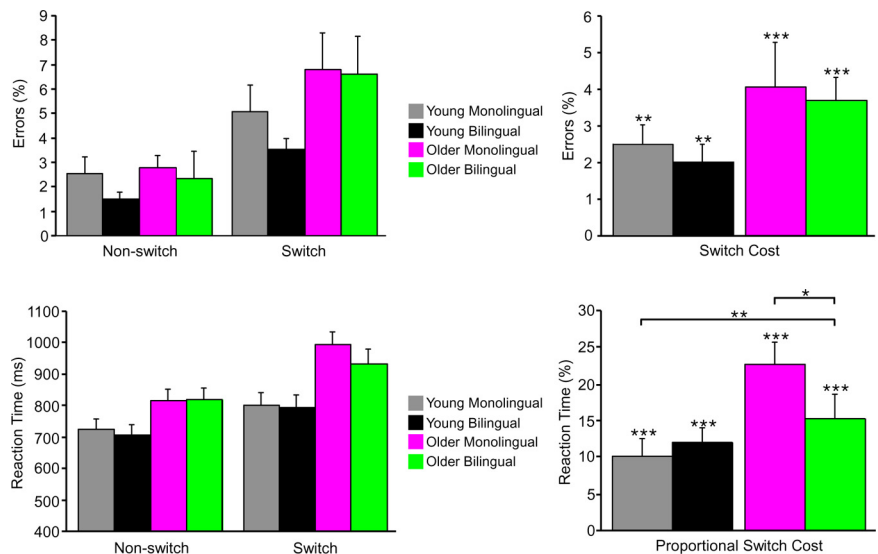 9
8
7
6
5
4
3
2
1
0
Errors (%)
Non-switch
Switch
Young Monolingual
Young Bilingual
Older Monolingual
Older Bilingual
6
5
4
3
2
1
0
Errors (%)
**
**
***
***
Switch Cost
1100
1000
900
800
700
600
500
400
Reaction Time (ms)
Non-switch
Switch
Young Monolingual
Young Bilingual
Older Monolingual
Older Bilingual
30
25
20
15
10
5
0
Reaction Time (%)
*
**
***
***
***
***
Proportional Switch Cost